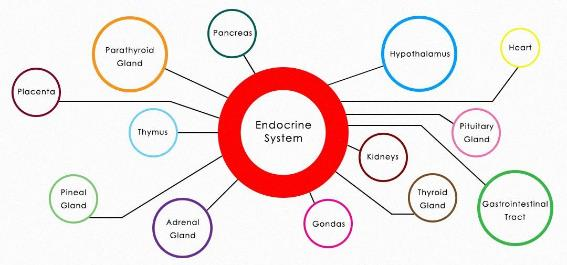 Pancreas
Parathyroid
Gland
Hypothalamus
Heart
Placenta
Thymus
Endocrine
System
Pituitary
Gland
Kidneys
Pineal
Gland
Thyroid
Gland
Gastrointestinal
Tract
Adrenal
Gland
Gondas